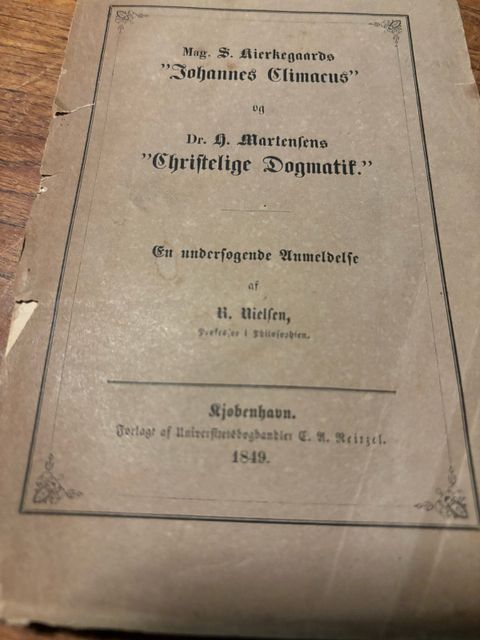 Mag. S. Kierkegaards
"Johannes Climacus"
og
Dr. H. Martensens
"Christelige Dogmatik."
En undersøgende Anmeldelse
af
R. Nielsen,
Professor i Philosophien.
Kjøbenhavn.
Forlagt af Universitetsboghandler C. A. Reitzel.
1849.